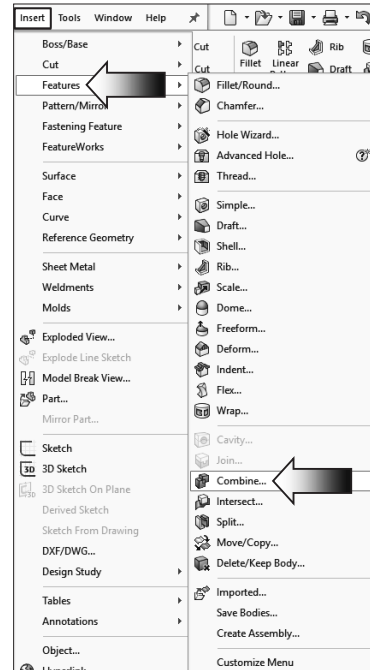 Insert Tools Window Help
Boss/Base
Cut
Features
Pattern/Mirror
Fastening Feature
FeatureWorks
Surface
Face
Curve
Reference Geometry
Sheet Metal
Weldments
Molds
Exploded View...
Explode Line Sketch
Model Break View...
Part...
Mirror Part...
Sketch
3D 3D Sketch
3D 3D Sketch On Plane
Derived Sketch
Sketch From Drawing
DXF/DWG...
Design Study
Tables
Annotations
Object...
Hyperlink
Cut
Cut
Fillet Linear
Rib
Draft
Fillet/Round...
Chamfer...
Hole Wizard...
Advanced Hole...
Thread...
Simple...
Draft...
Shell...
Rib...
Scale...
Dome...
Freeform...
Deform...
Indent...
Flex...
Wrap...
Cavity...
Join...
Combine...
Intersect...
Split...
Move/Copy...
Delete/Keep Body...
Imported...
Save Bodies...
Create Assembly...
Customize Menu